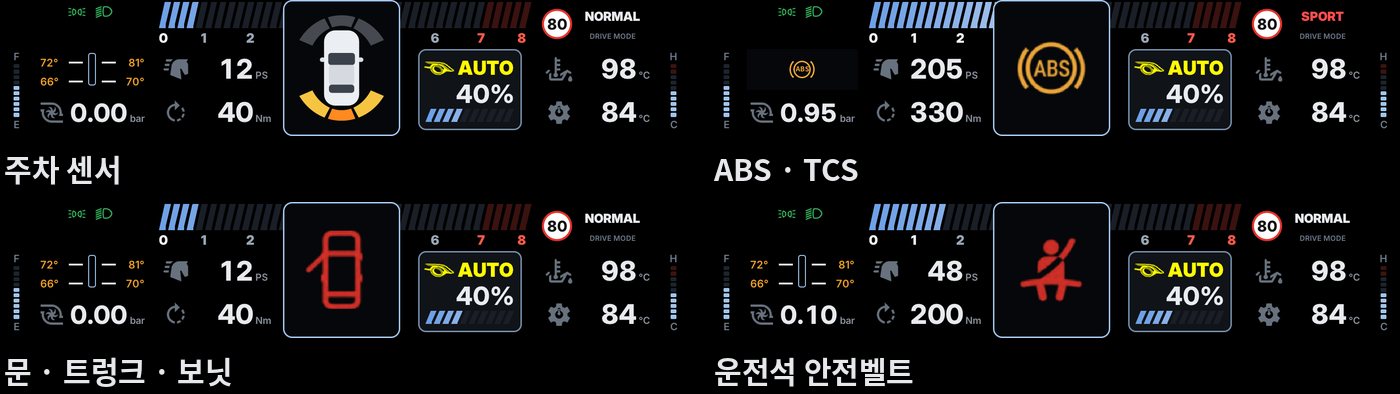 NORMAL
80
DRIVE MODE
0 1 2 6 7 8
F
72° 81°
66° 70°
E
12 PS
0.00 bar
40 Nm
AUTO
40%
98 °C
84 °C
H
C
주차 센서
SPORT
80
DRIVE MODE
0 1 2 6 7 8
F
ABS
E
205 PS
0.95 bar
330 Nm
ABS
AUTO
40%
98 °C
84 °C
H
C
ABS · TCS
NORMAL
80
DRIVE MODE
0 1 2 6 7 8
F
72° 81°
66° 70°
E
12 PS
0.00 bar
40 Nm
AUTO
40%
98 °C
84 °C
H
C
문 · 트렁크 · 보닛
NORMAL
80
DRIVE MODE
0 1 2 6 7 8
F
72° 81°
66° 70°
E
48 PS
0.10 bar
200 Nm
AUTO
40%
98 °C
84 °C
H
C
운전석 안전벨트